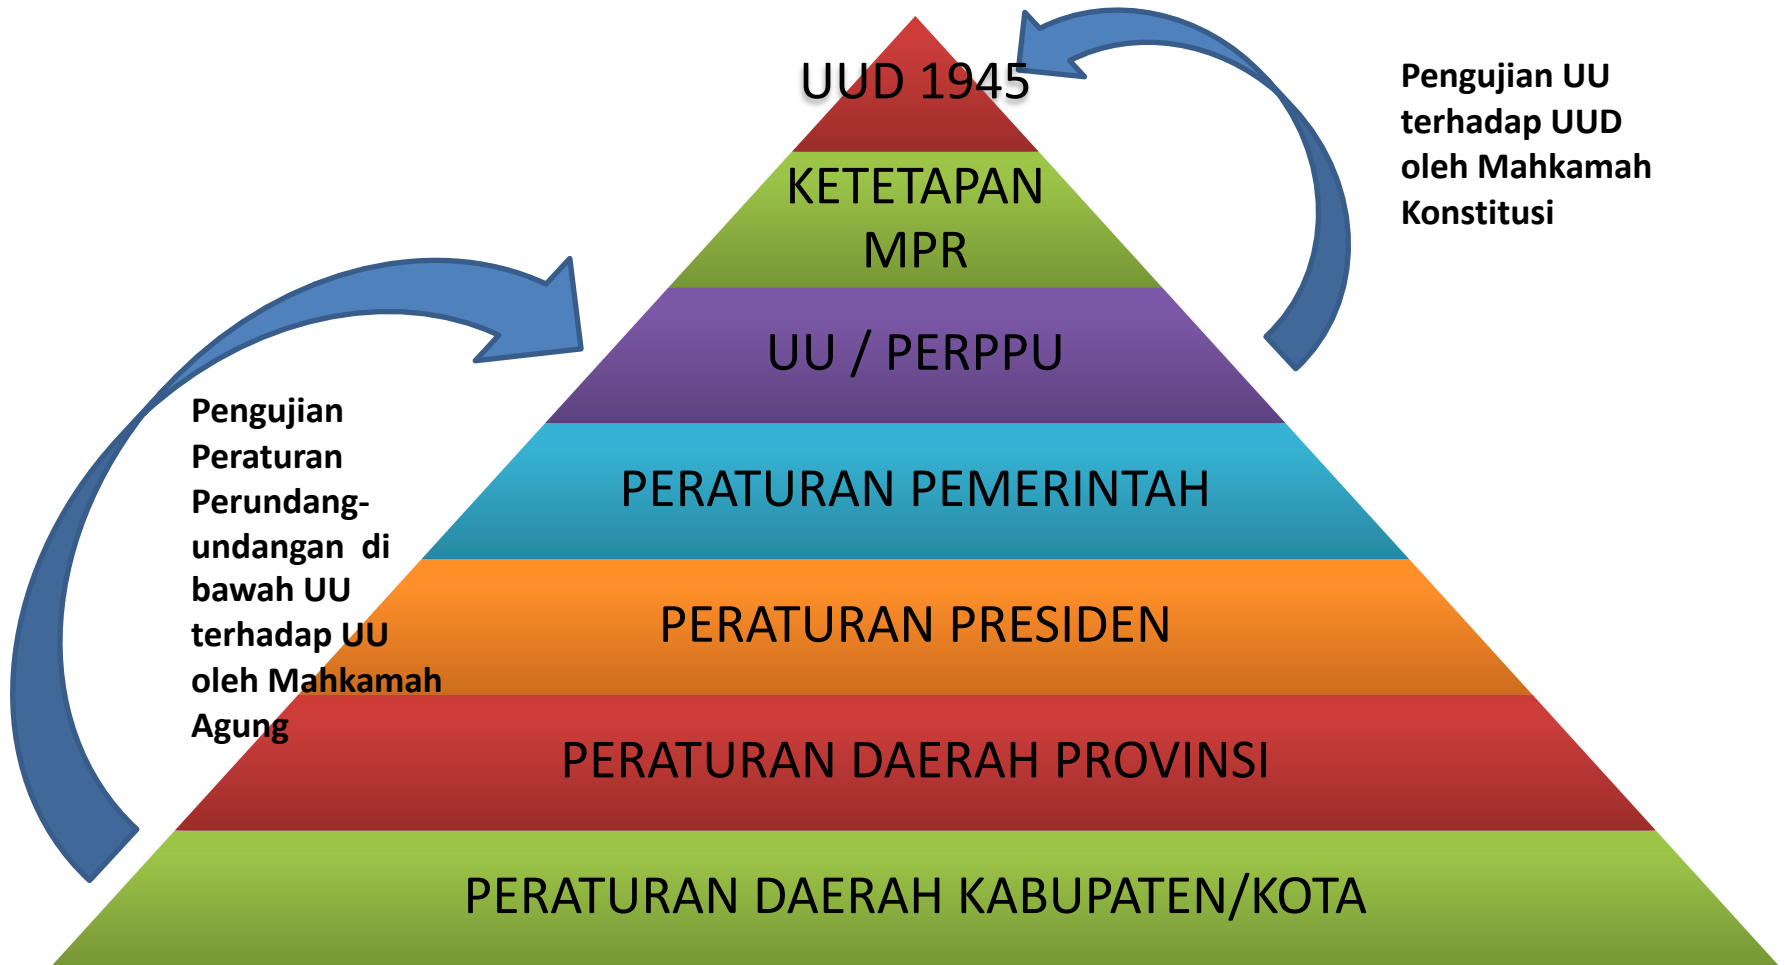 UUD 1945
KETETAPAN
MPR
UU / PERPPU
PERATURAN PEMERINTAH
PERATURAN PRESIDEN
PERATURAN DAERAH PROVINSI
PERATURAN DAERAH KABUPATEN/KOTA
Pengujian UU
terhadap UUD
oleh Mahkamah
Konstitusi
Pengujian
Peraturan
Perundang-
undangan  di
bawah UU
terhadap UU
oleh Mahkamah
Agung